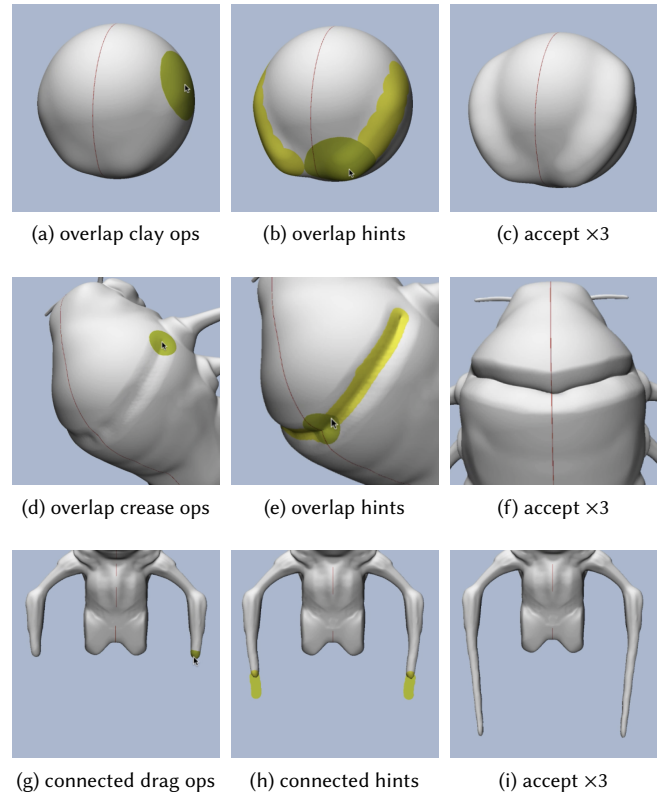 (a) overlap clay ops
(b) overlap hints
(c) accept ×3
(d) overlap crease ops
(e) overlap hints
(f) accept ×3
(g) connected drag ops
(h) connected hints
(i) accept ×3